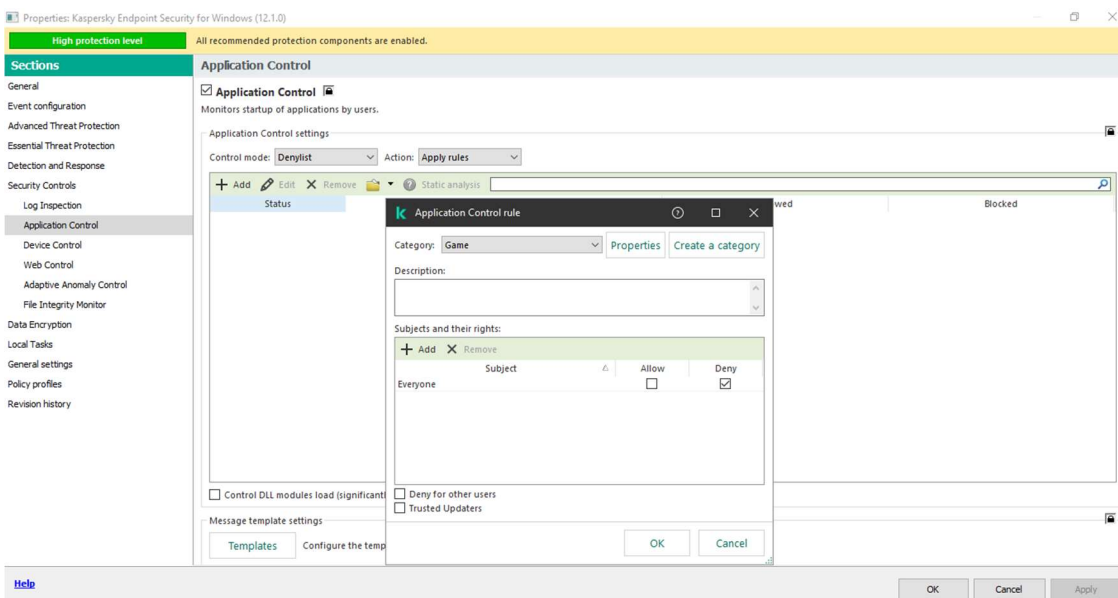 Properties: Kaspersky Endpoint Security for Windows (12.1.0)
High protection level All recommended protection components are enabled.
Sections
General
Event configuration
Advanced Threat Protection
Essential Threat Protection
Detection and Response
Security Controls
Log Inspection
Application Control
Device Control
Web Control
Adaptive Anomaly Control
File Integrity Monitor
Data Encryption
Local Tasks
General settings
Policy profiles
Revision history
Application Control
Application Control
Monitors startup of applications by users.
Application Control settings
Control mode: Denylist Action: Apply rules
Add Edit Remove Static analysis
Status wed Blocked
Application Control rule
Category: Game Properties Create a category
Description:
Subjects and their rights:
Add Remove
Subject Allow Deny
Everyone
Deny for other users
Trusted Updaters
OK Cancel
Control DLL modules load (significantl
Message template settings
Templates Configure the temp
Help
OK Cancel Apply